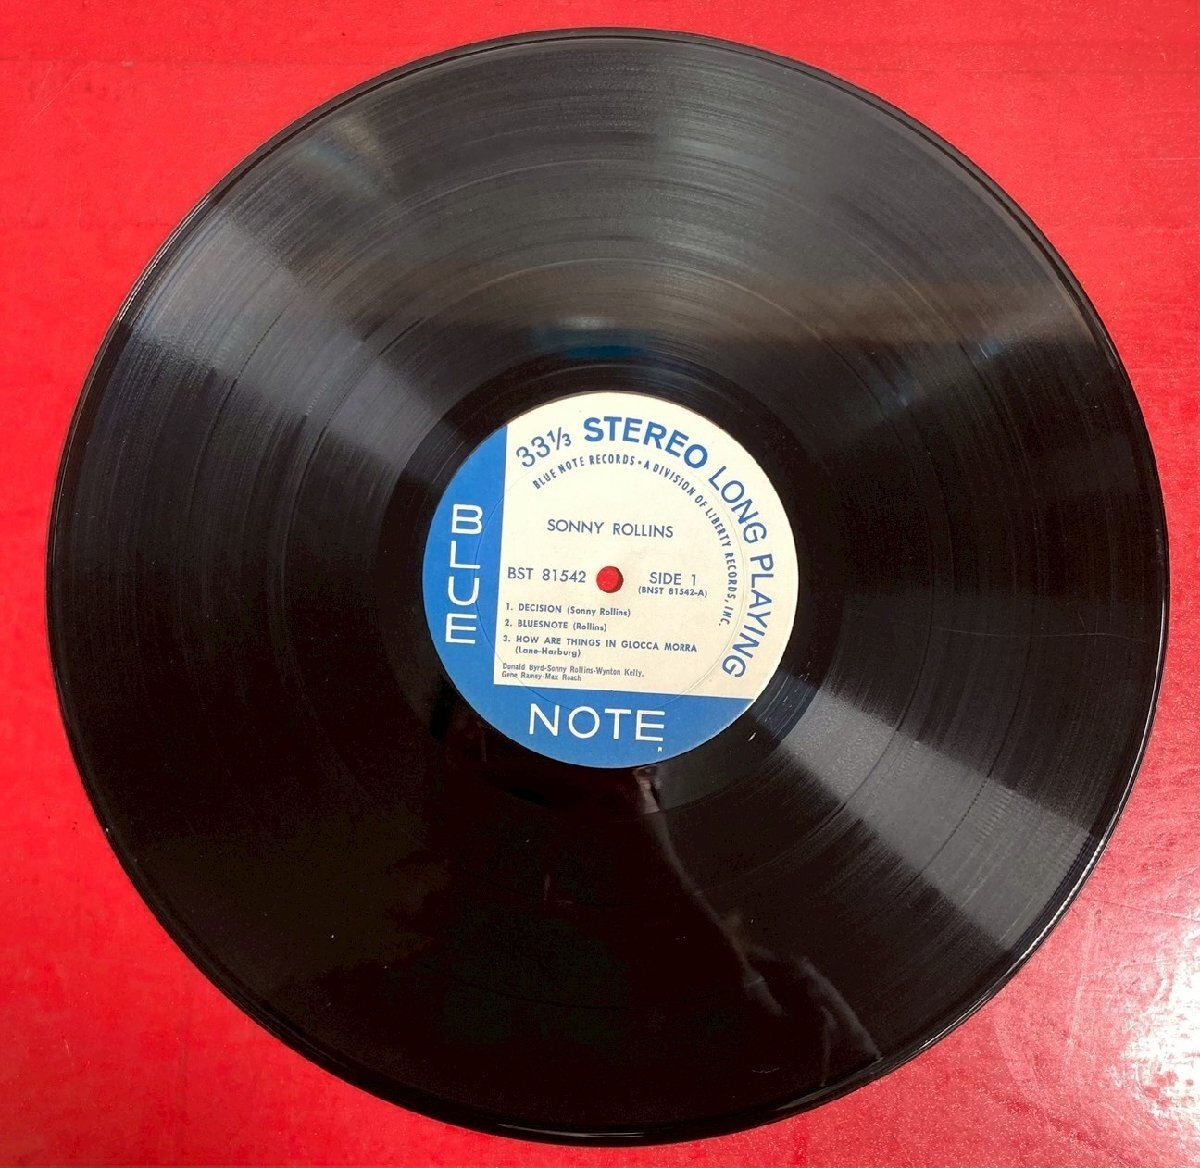 33⅓ STEREO LONG PLAYING
BLUE NOTE RECORDS • A DIVISION OF LIBERTY RECORDS, INC.
BLUE
SONNY ROLLINS
BST 81542
SIDE 1
(BNST 81542-A)
1. DECISION (Sonny Rollins)
2. BLUESNOTE (Rollins)
3. HOW ARE THINGS IN GLOCCA MORRA
(Lane-Harburg)
Donald Byrd-Sonny Rollins-Wynton Kelly.
Gene Ramey-Max Roach
NOTE